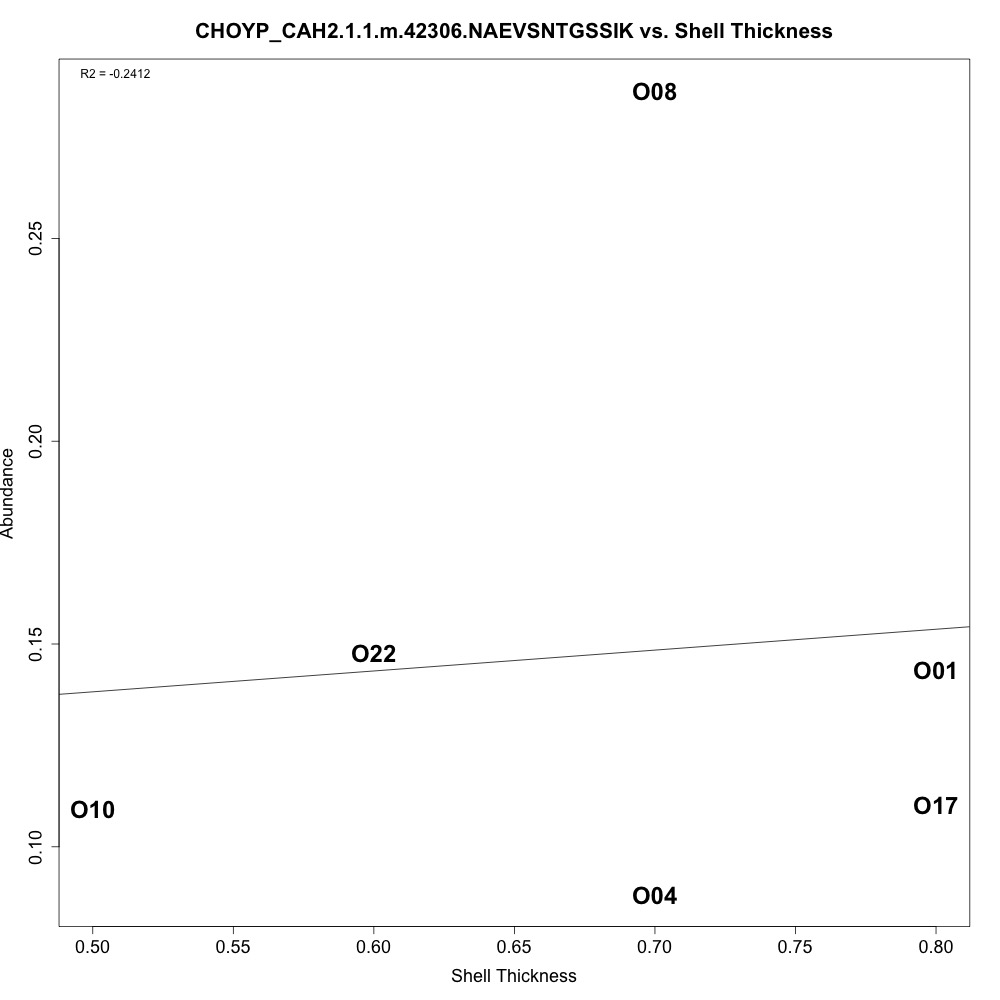 CHOYP_CAH2.1.1.m.42306.NAEVSNTGSSIK vs. Shell Thickness
R2 = -0.2412
O08
0.25
0.20
Abundance
0.15
O22
O01
O10
O17
0.10
O04
0.50 0.55 0.60 0.65 0.70 0.75 0.80
Shell Thickness